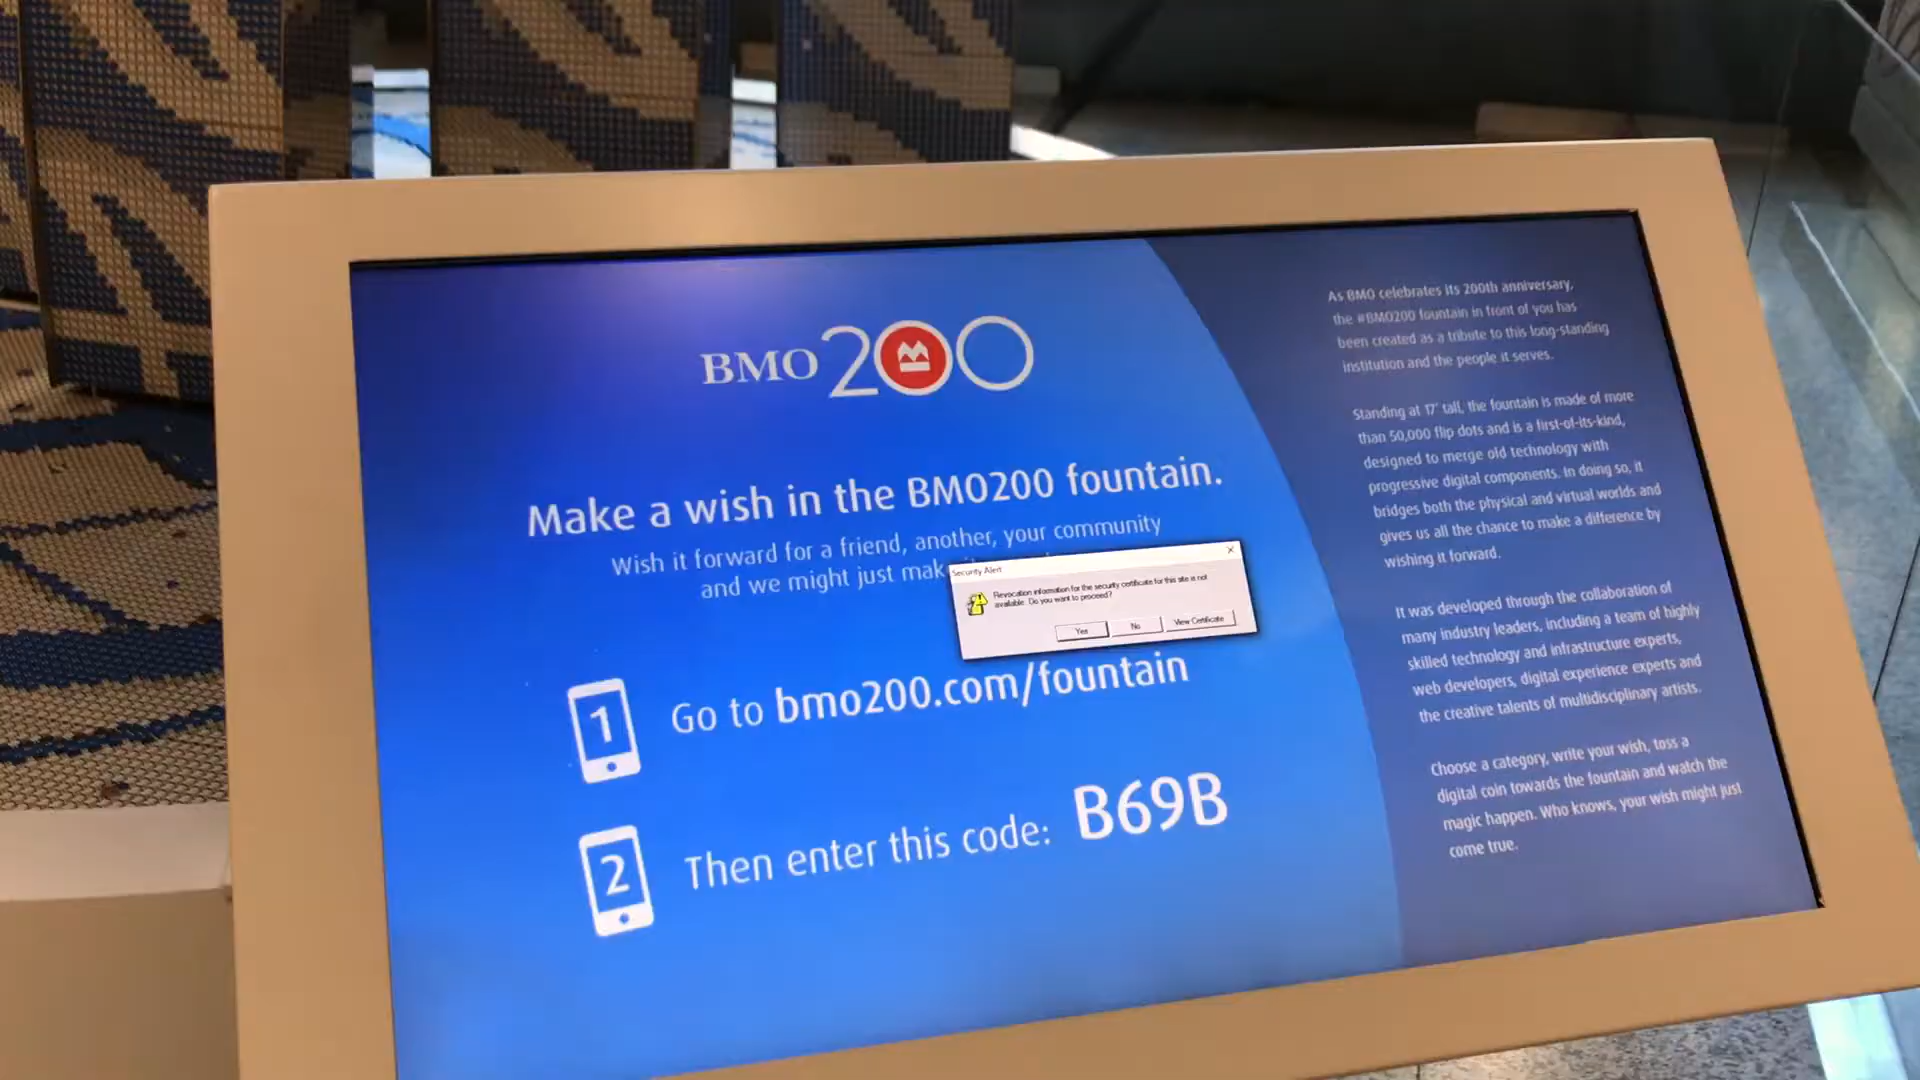 BMO 200
Make a wish in the BMO200 fountain.
Wish it forward for a friend, another, your community
and we might just mak
Security Alert
Revocation information for the security certificate for this site is not
available. Do you want to proceed?
Yes
No
View Certificate
1 Go to bmo200.com/fountain
2 Then enter this code: B69B
As BMO celebrates its 200th anniversary,
the #BMO200 fountain in front of you has
been created as a tribute to this long-standing
institution and the people it serves.
Standing at 17' tall, the fountain is made of more
than 50,000 flip dots and is a first-of-its-kind,
designed to merge old technology with
progressive digital components. In doing so, it
bridges both the physical and virtual worlds and
gives us all the chance to make a difference by
wishing it forward.
It was developed through the collaboration of
many industry leaders, including a team of highly
skilled technology and infrastructure experts,
web developers, digital experience experts and
the creative talents of multidisciplinary artists.
Choose a category, write your wish, toss a
digital coin towards the fountain and watch the
magic happen. Who knows, your wish might just
come true.